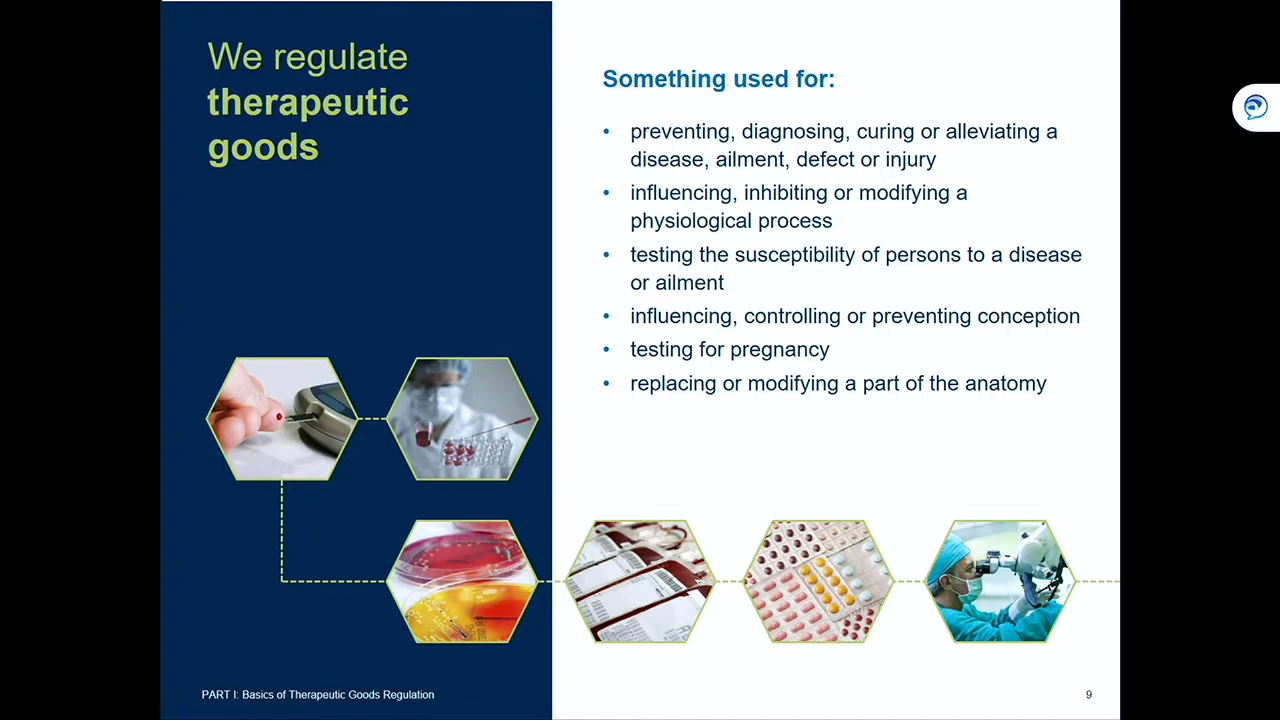 We regulate
therapeutic
goods
Something used for:
• preventing, diagnosing, curing or alleviating a
disease, ailment, defect or injury
• influencing, inhibiting or modifying a
physiological process
• testing the susceptibility of persons to a disease
or ailment
• influencing, controlling or preventing conception
• testing for pregnancy
• replacing or modifying a part of the anatomy
PART I: Basics of Therapeutic Goods Regulation
9